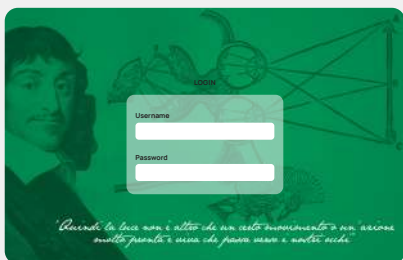 LOGIN
Username
Password
"Quindi la luce non è altro che un certo movimento o un'azione
molto pronta e viva che passa verso i nostri occhi"